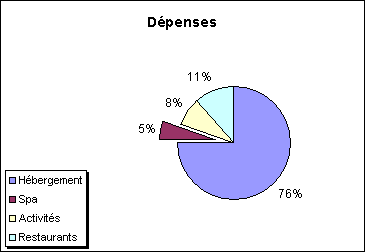 Dépenses
11%
8%
5%
76%
Hébergement
Spa
Activités
Restaurants